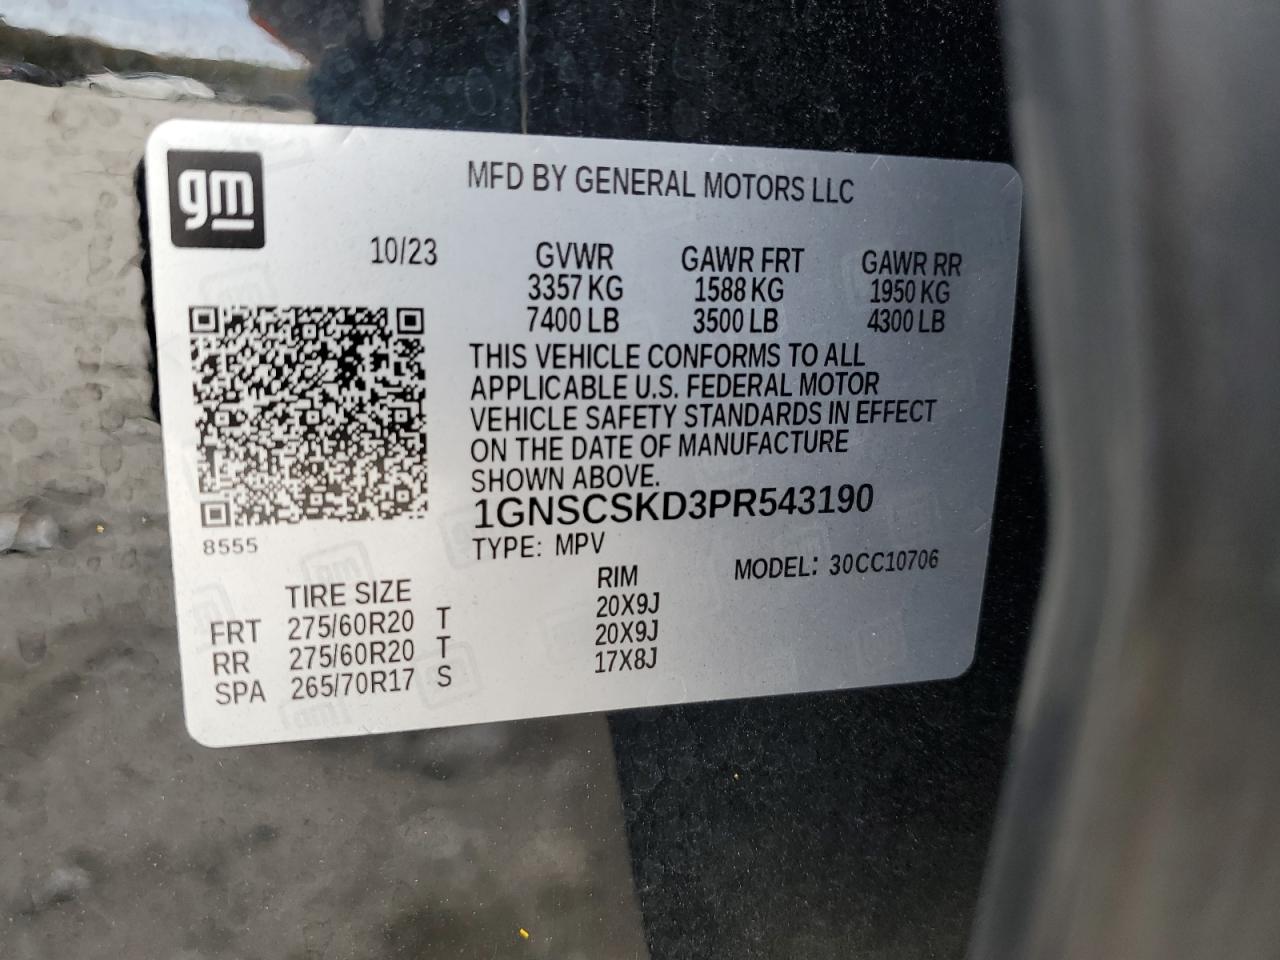 gm
MFD BY GENERAL MOTORS LLC
10/23 GVWR GAWR FRT GAWR RR
3357 KG 1588 KG 1950 KG
7400 LB 3500 LB 4300 LB
THIS VEHICLE CONFORMS TO ALL
APPLICABLE U.S. FEDERAL MOTOR
VEHICLE SAFETY STANDARDS IN EFFECT
ON THE DATE OF MANUFACTURE
SHOWN ABOVE.
1GNSCSKD3PR543190
8555
TYPE: MPV MODEL: 30CC10706
TIRE SIZE RIM
FRT 275/60R20 T 20X9J
RR 275/60R20 T 20X9J
SPA 265/70R17 S 17X8J